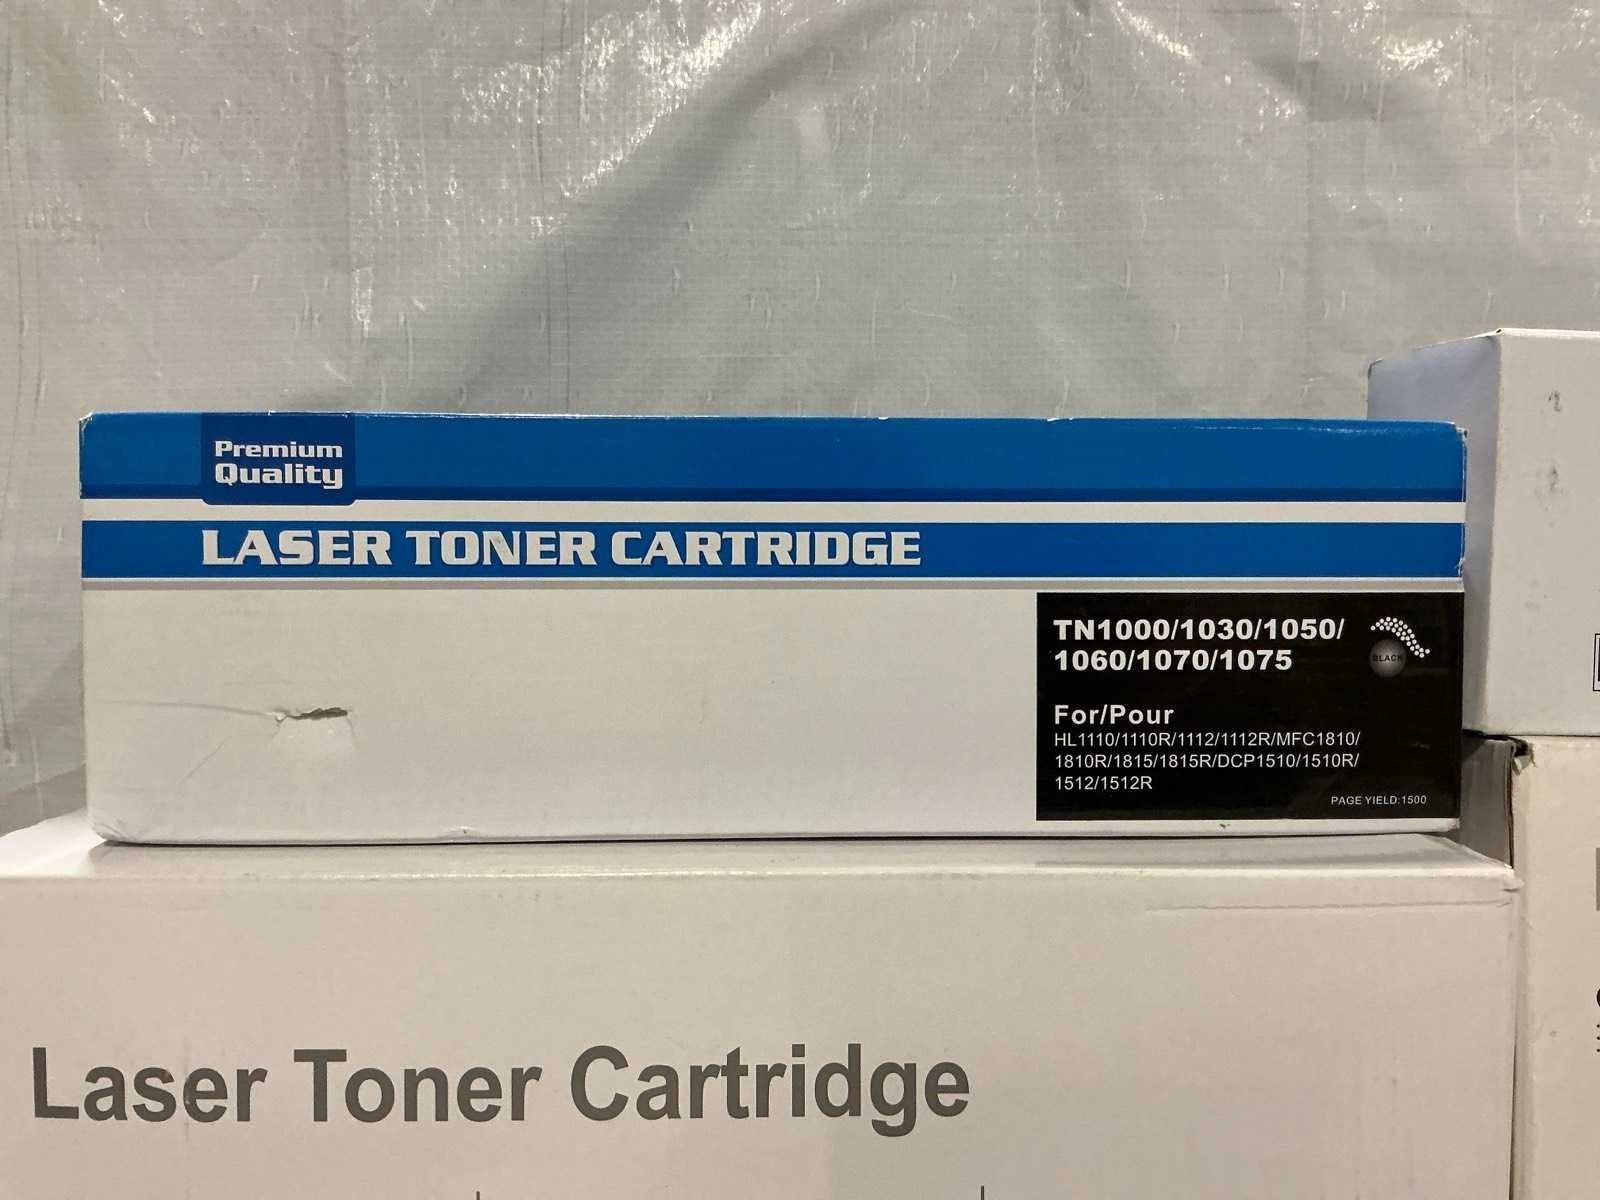 Premium
Quality
LASER TONER CARTRIDGE
TN1000/1030/1050/
1060/1070/1075
BLACK
For/Pour
HL1110/1110R/1112/1112R/MFC1810/
1810R/1815/1815R/DCP1510/1510R/
1512/1512R
PAGE YIELD:1500
Laser Toner Cartridge